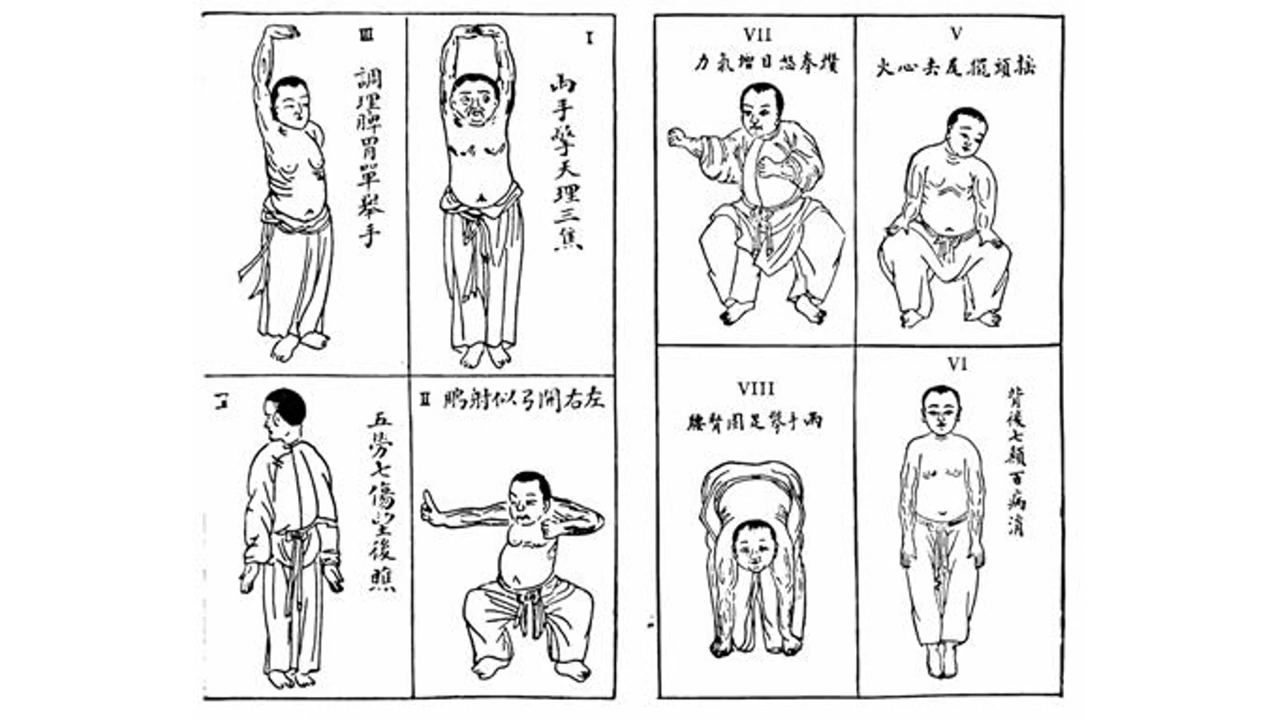 I
兩手擎天理三焦
II
左右開弓似射鵰
III
調理脾胃單舉手
五勞七傷望後瞧
V
搖頭擺尾去心火
VI
背後七顛百病消
VII
攢拳怒目增氣力
VIII
兩手擎足固腎腰